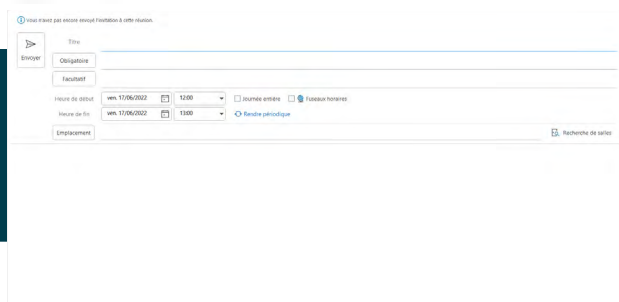 Vous n'avez pas encore envoyé l'invitation à cette réunion.
Titre
Envoyer
Obligatoire
Facultatif
Heure de début ven. 17/06/2022 12:00 Journée entière Fuseaux horaires
Heure de fin ven. 17/06/2022 13:00 Rendre périodique
Emplacement Recherche de salles